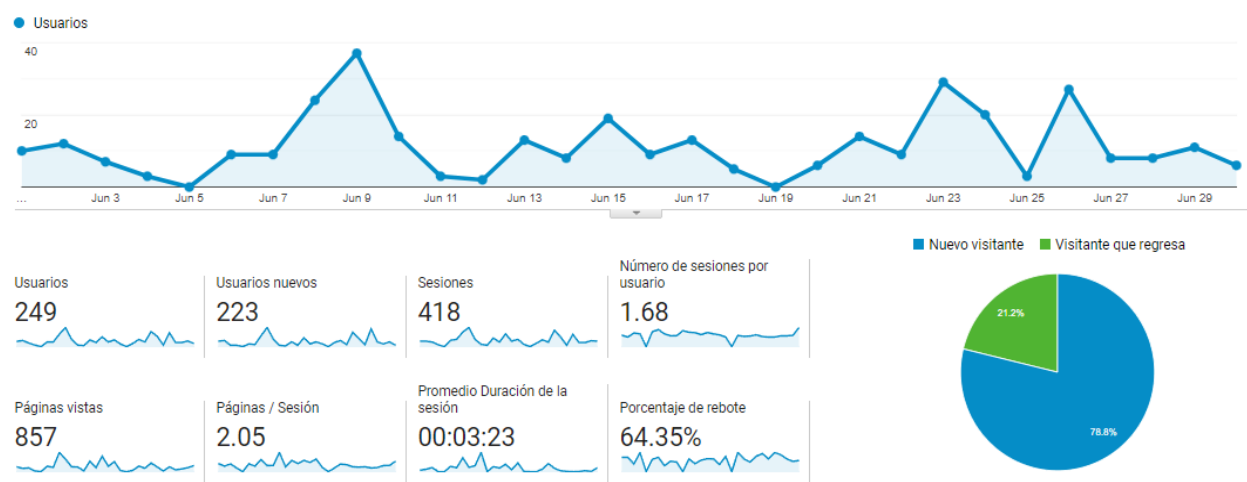 Usuarios
40
20
... Jun 3 Jun 5 Jun 7 Jun 9 Jun 11 Jun 13 Jun 15 Jun 17 Jun 19 Jun 21 Jun 23 Jun 25 Jun 27 Jun 29
Nuevo visitante Visitante que regresa
Usuarios
249
Usuarios nuevos
223
Sesiones
418
Número de sesiones por
usuario
1.68
Páginas vistas
857
Páginas / Sesión
2.05
Promedio Duración de la
sesión
00:03:23
Porcentaje de rebote
64.35%
21.2%
78.8%